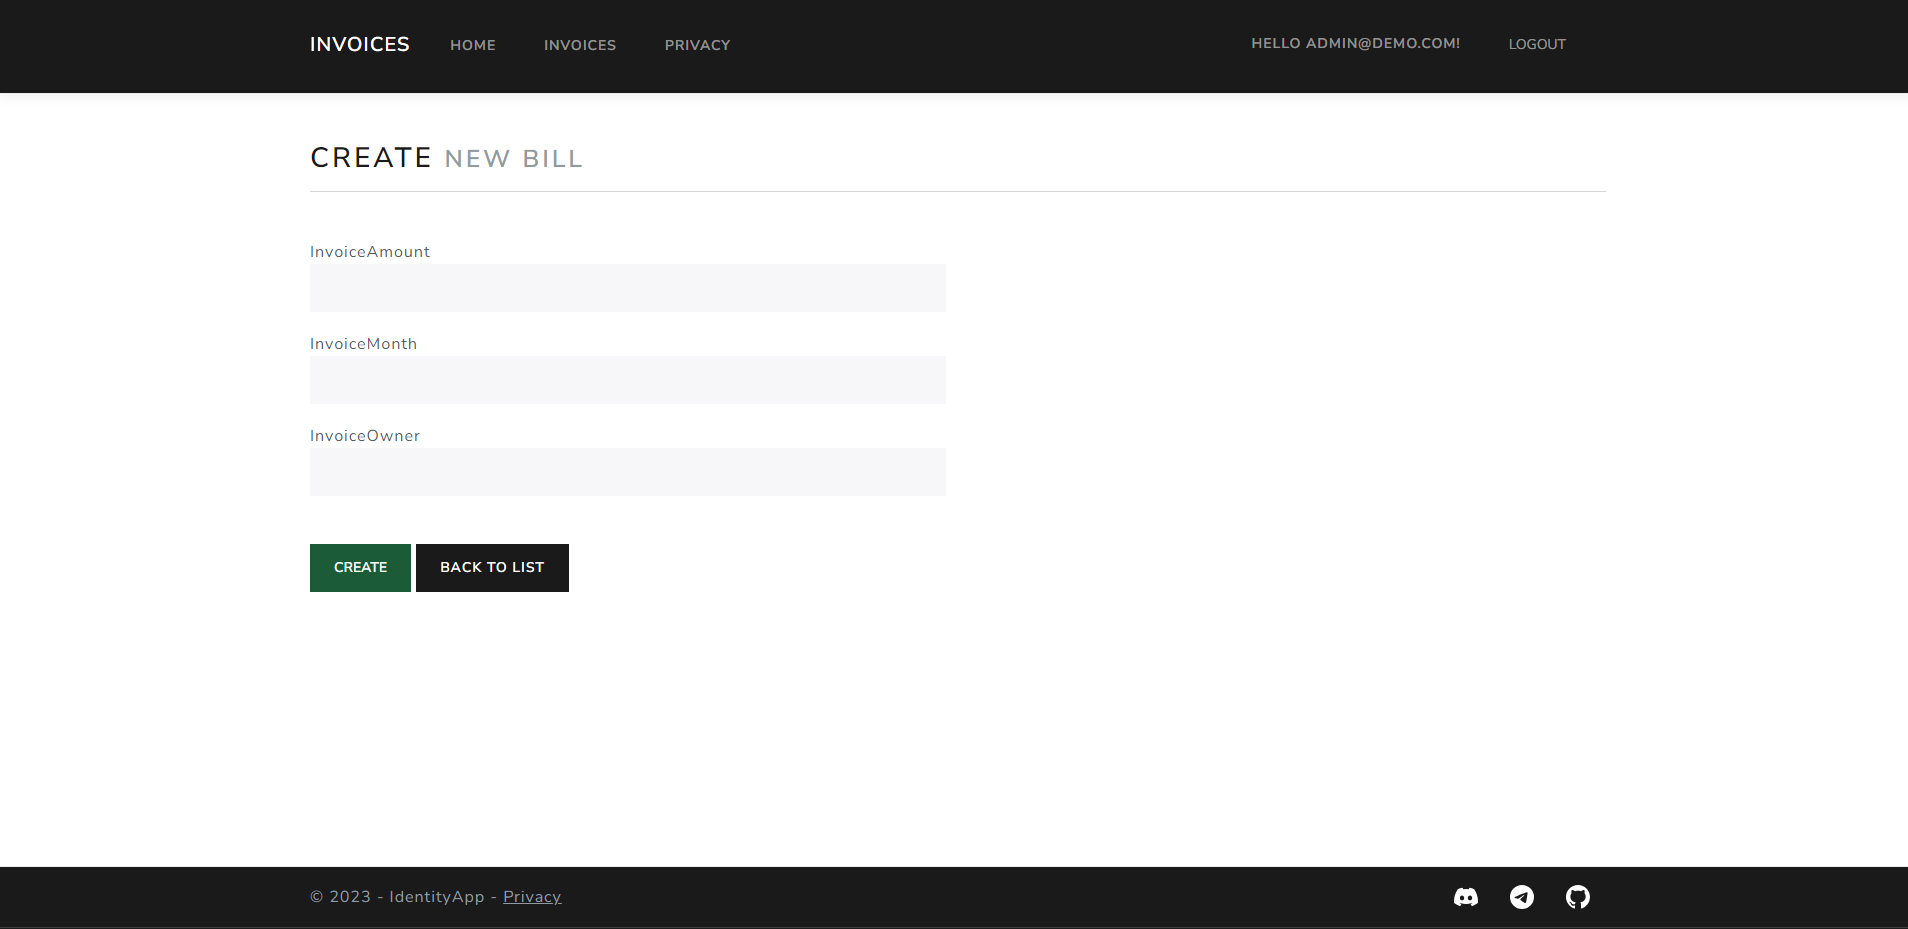 INVOICES HOME INVOICES PRIVACY HELLO ADMIN@DEMO.COM! LOGOUT
CREATE NEW BILL
InvoiceAmount
InvoiceMonth
InvoiceOwner
CREATE BACK TO LIST
© 2023 - IdentityApp - Privacy